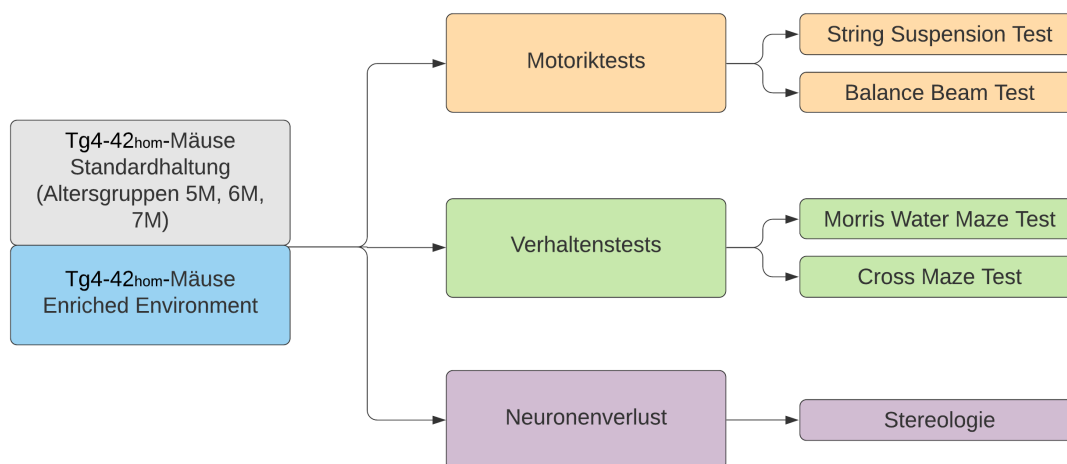 Tg4-42hom-Mäuse
Standardhaltung
(Altersgruppen 5M, 6M,
7M)
Tg4-42hom-Mäuse
Enriched Environment
Motoriktests
String Suspension Test
Balance Beam Test
Verhaltenstests
Morris Water Maze Test
Cross Maze Test
Neuronenverlust
Stereologie